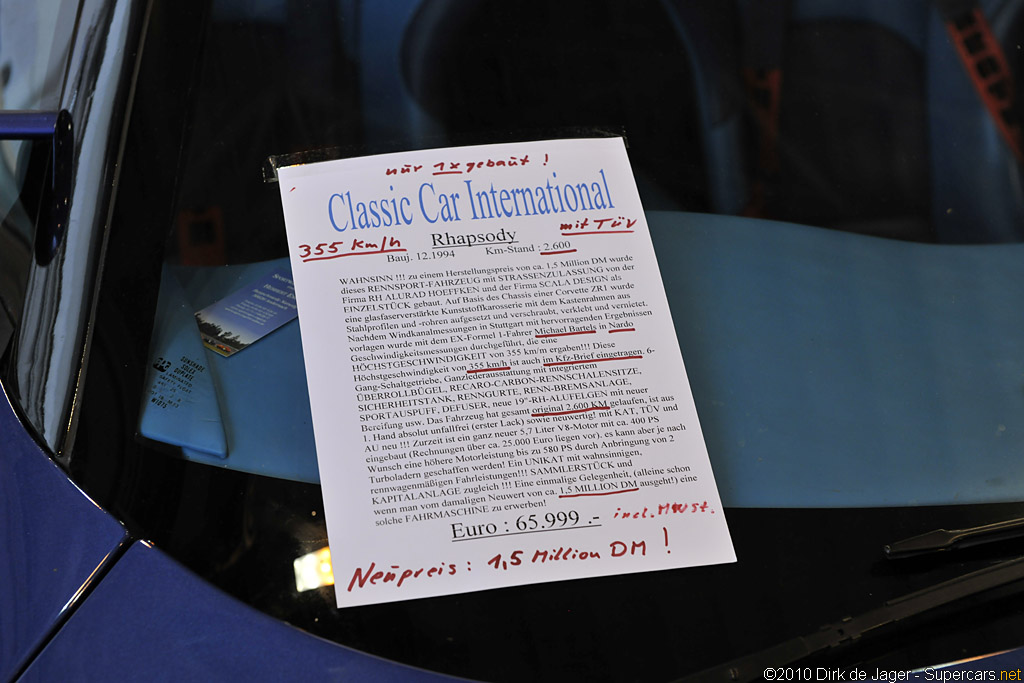 nur 1x gebaut !
Classic Car International
355 Km/h
Rhapsody
mit TÜV
Bauj. 12.1994 Km-Stand : 2.600
WAHNSINN !!! zu einem Herstellungspreis von ca. 1,5 Million DM wurde
dieses RENNSPORT-FAHRZEUG mit STRASSENZULASSUNG von der
Firma RH ALURAD HOEFFKEN und der Firma SCALA DESIGN als
EINZELSTÜCK gebaut. Auf Basis des Chassis einer Corvette ZR1 wurde
eine glasfaserverstärkte Kunststoffkarosserie mit dem Kastenrahmen aus
Stahlprofilen und -rohren aufgesetzt und verschraubt, verklebt und vernietet.
Nachdem Windkanalmessungen in Stuttgart mit hervorragenden Ergebnissen
vorlagen wurde mit dem EX-Formel 1-Fahrer Michael Bartels in Nardo
Geschwindigkeitsmessungen durchgeführt, die eine
HÖCHSTGESCHWINDIGKEIT von 355 km/m ergaben!!! Diese
Höchstgeschwindigkeit von 355 km/h ist auch im Kfz-Brief eingetragen, 6-
Gang-Schaltgetriebe, Ganzlederausstattung mit integriertem
ÜBERROLLBÜGEL, RECARO-CARBON-RENNSCHALENSITZE,
SICHERHEITSTANK, RENNGURTE, RENN-BREMSANLAGE,
SPORTAUSPUFF, DEFUSER, neue 19"-RH-ALUFELGEN mit neuer
Bereifung usw. Das Fahrzeug hat gesamt original 2.600 KM gelaufen, ist aus
1. Hand absolut unfallfrei (erster Lack) sowie neuwertig! mit KAT, TÜV und
AU neu !!! Zurzeit ist ein ganz neuer 5,7 Liter V8-Motor mit ca. 400 PS
eingebaut (Rechnungen über ca. 25.000 Euro liegen vor). es kann aber je nach
Wunsch eine höhere Motorleistung bis zu 580 PS durch Anbringung von 2
Turboladern geschaffen werden! Ein UNIKAT mit wahnsinnigen,
rennwagenmäßigen Fahrleistungen!!! SAMMLERSTÜCK und
KAPITALANLAGE zugleich !!! Eine einmalige Gelegenheit, (alleine schon
wenn man vom damaligen Neuwert von ca. 1,5 MILLION DM ausgeht!) eine
solche FAHRMASCHINE zu erwerben!
Euro : 65.999 .- incl. MWSt.
Neupreis : 1,5 Million DM !
©2010 Dirk de Jager - Supercars.net